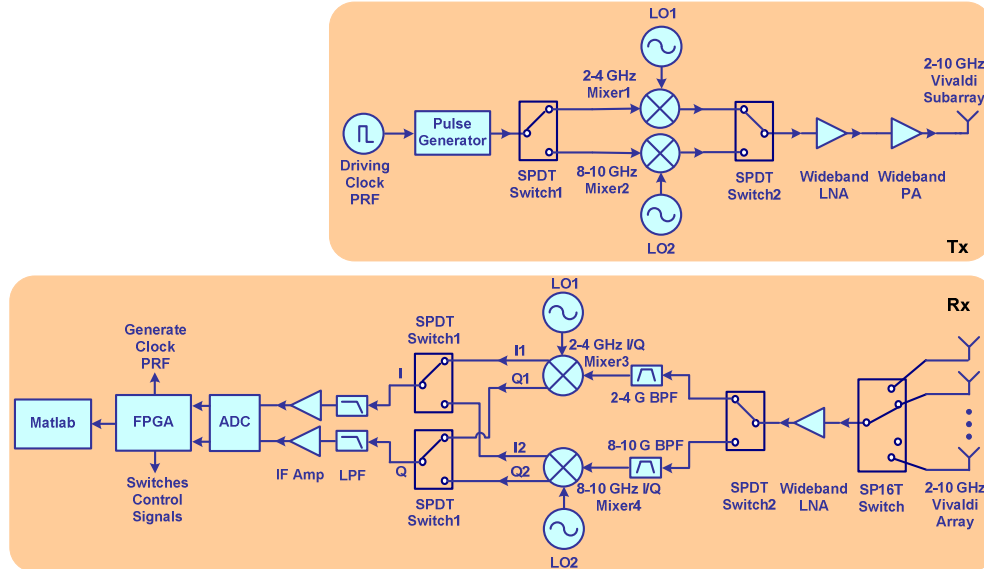 LO1
2-4 GHz
Mixer1
2-10 GHz
Vivaldi
Subarray
Pulse
Generator
Driving
Clock
PRF
SPDT
Switch1
8-10 GHz
Mixer2
SPDT
Switch2
Wideband
LNA
Wideband
PA
LO2
Tx
LO1
Rx
Generate
Clock
PRF
SPDT
Switch1
I1
Q1
2-4 GHz I/Q
Mixer3
2-4 G BPF
I
Matlab
FPGA
ADC
IF Amp
LPF
Q
I2
Q2
8-10 G BPF
8-10 GHz I/Q
Mixer4
Switches
Control
Signals
SPDT
Switch1
SPDT
Switch2
Wideband
LNA
SP16T
Switch
2-10 GHz
Vivaldi
Array
LO2